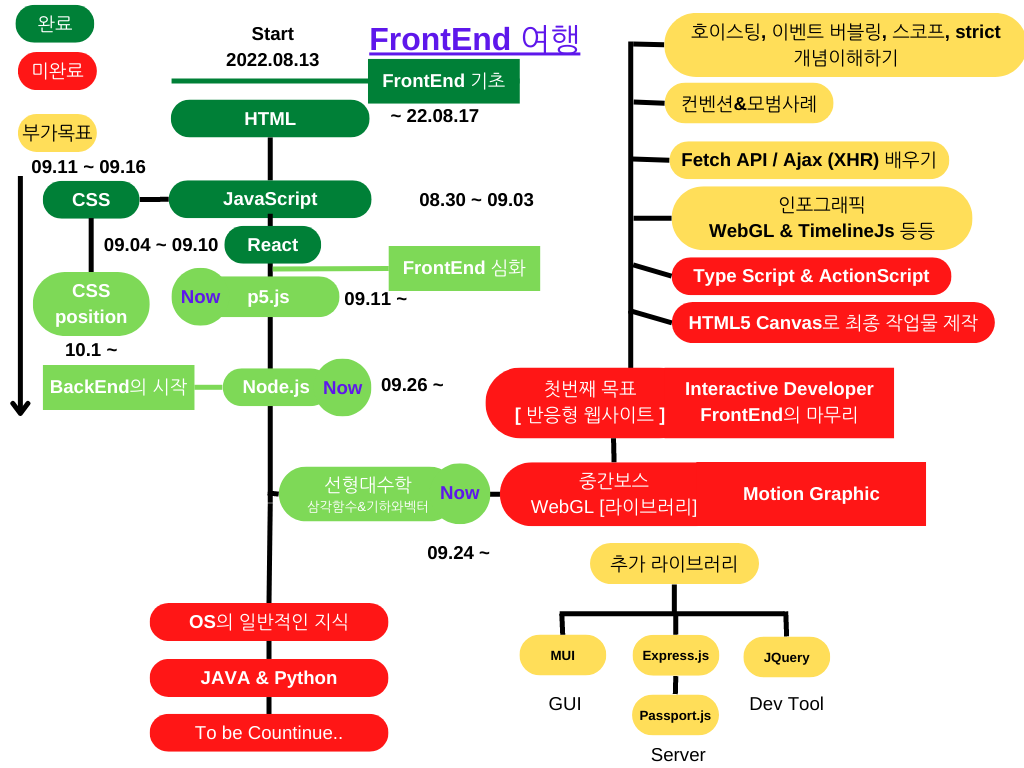 완료
미완료
부가목표
Start
2022.08.13
FrontEnd 여행
FrontEnd 기초
~ 22.08.17
HTML
09.11 ~ 09.16
CSS
JavaScript
08.30 ~ 09.03
09.04 ~ 09.10
React
FrontEnd 심화
CSS
position
Now
p5.js
09.11 ~
10.1 ~
BackEnd의 시작
Node.js
Now
09.26 ~
선형대수학
삼각함수&기하와벡터
Now
09.24 ~
OS의 일반적인 지식
JAVA & Python
To be Countinue..
호이스팅, 이벤트 버블링, 스코프, strict
개념이해하기
컨벤션&모범사례
Fetch API / Ajax (XHR) 배우기
인포그래픽
WebGL & TimelineJs 등등
Type Script & ActionScript
HTML5 Canvas로 최종 작업물 제작
첫번째 목표
[ 반응형 웹사이트 ]
Interactive Developer
FrontEnd의 마무리
중간보스
WebGL [라이브러리]
Motion Graphic
추가 라이브러리
MUI
Express.js
JQuery
GUI
Passport.js
Dev Tool
Server